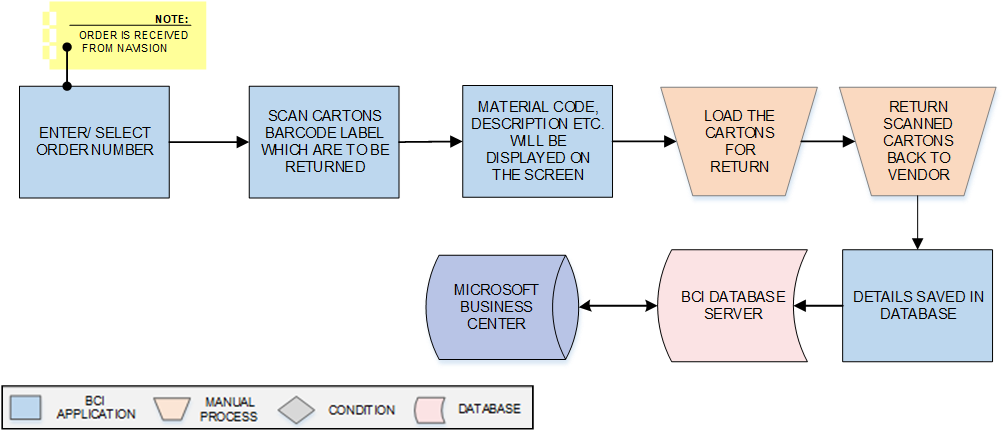 NOTE:
ORDER IS RECEIVED
FROM NAVISION
ENTER/ SELECT
ORDER NUMBER
SCAN CARTONS
BARCODE LABEL
WHICH ARE TO BE
RETURNED
MATERIAL CODE,
DESCRIPTION ETC.
WILL BE
DISPLAYED ON
THE SCREEN
LOAD THE
CARTONS
FOR
RETURN
RETURN
SCANNED
CARTONS
BACK TO
VENDOR
MICROSOFT
BUSINESS
CENTER
BCI DATABASE
SERVER
DETAILS SAVED IN
DATABASE
BCI
APPLICATION
MANUAL
PROCESS
CONDITION
DATABASE